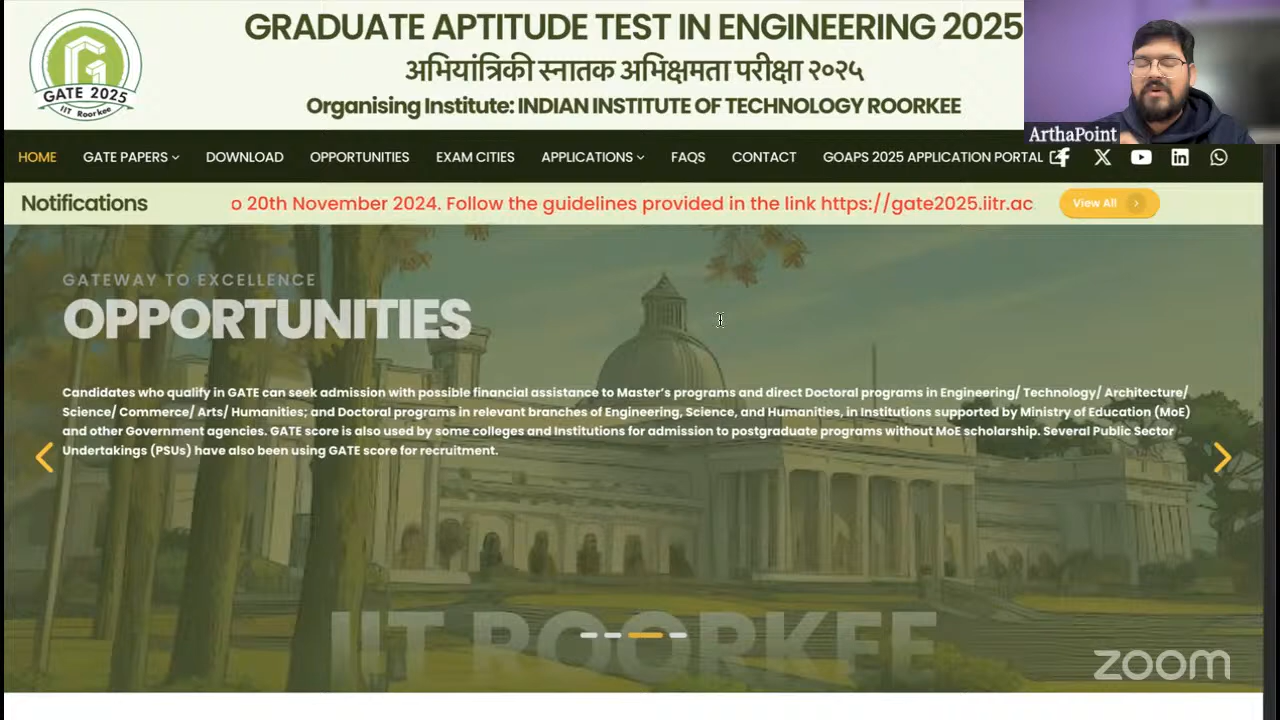 GRADUATE APTITUDE TEST IN ENGINEERING 2025
अभियांत्रिकी स्नातक अभिक्षमता परीक्षा २०२५
Organising Institute: INDIAN INSTITUTE OF TECHNOLOGY ROORKEE
G
GATE 2025
IIT Roorkee
ArthaPoint
HOME GATE PAPERS DOWNLOAD OPPORTUNITIES EXAM CITIES APPLICATIONS FAQS CONTACT GOAPS 2025 APPLICATION PORTAL
Notifications o 20th November 2024. Follow the guidelines provided in the link https://gate2025.iitr.ac View All
GATEWAY TO EXCELLENCE
OPPORTUNITIES
Candidates who qualify in GATE can seek admission with possible financial assistance to Master's programs and direct Doctoral programs in Engineering/ Technology/ Architecture/
Science/ Commerce/ Arts/ Humanities; and Doctoral programs in relevant branches of Engineering, Science, and Humanities, in Institutions supported by Ministry of Education (MoE)
and other Government agencies. GATE score is also used by some colleges and Institutions for admission to postgraduate programs without MoE scholarship. Several Public Sector
Undertakings (PSUs) have also been using GATE score for recruitment.
IIT ROORKEE
zoom